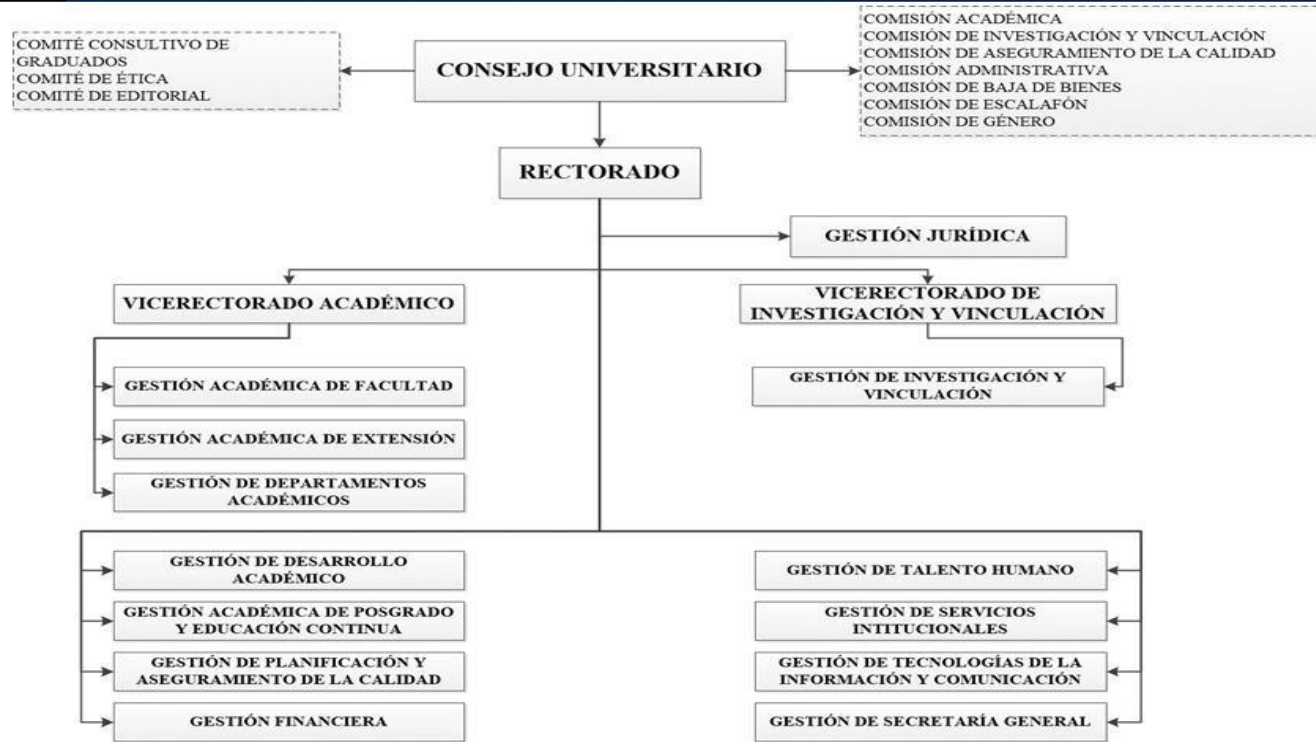 COMITÉ CONSULTIVO DE
GRADUADOS
COMITÉ DE ÉTICA
COMITÉ DE EDITORIAL
CONSEJO UNIVERSITARIO
COMISIÓN ACADÉMICA
COMISIÓN DE INVESTIGACIÓN Y VINCULACIÓN
COMISIÓN DE ASEGURAMIENTO DE LA CALIDAD
COMISIÓN ADMINISTRATIVA
COMISIÓN DE BAJA DE BIENES
COMISIÓN DE ESCALAFÓN
COMISIÓN DE GÉNERO
RECTORADO
GESTIÓN JURÍDICA
VICERECTORADO ACADÉMICO
VICERECTORADO DE
INVESTIGACIÓN Y VINCULACIÓN
GESTIÓN ACADÉMICA DE FACULTAD
GESTIÓN ACADÉMICA DE EXTENSIÓN
GESTIÓN DE DEPARTAMENTOS
ACADÉMICOS
GESTIÓN DE INVESTIGACIÓN Y
VINCULACIÓN
GESTIÓN DE DESARROLLO
ACADÉMICO
GESTIÓN ACADÉMICA DE POSGRADO
Y EDUCACIÓN CONTINUA
GESTIÓN DE PLANIFICACIÓN Y
ASEGURAMIENTO DE LA CALIDAD
GESTIÓN FINANCIERA
GESTIÓN DE TALENTO HUMANO
GESTIÓN DE SERVICIOS
INTITUCIONALES
GESTIÓN DE TECNOLOGÍAS DE LA
INFORMACIÓN Y COMUNICACIÓN
GESTIÓN DE SECRETARÍA GENERAL